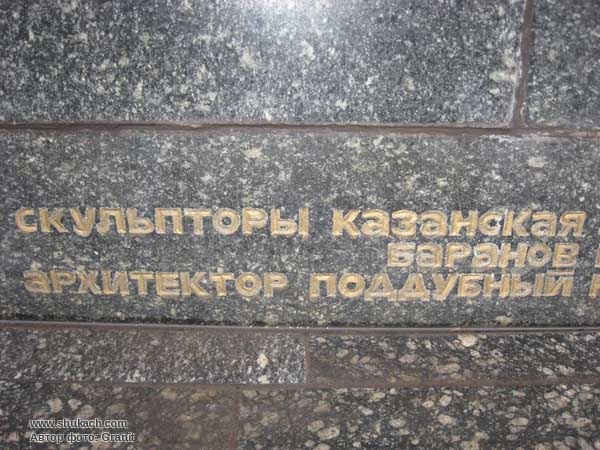 СКУЛЬПТОРЫ КАЗАНСКАЯ
БАРАНОВ
АРХИТЕКТОР ПОДДУБНЫЙ
www.shukach.com
Автор фото: Granit